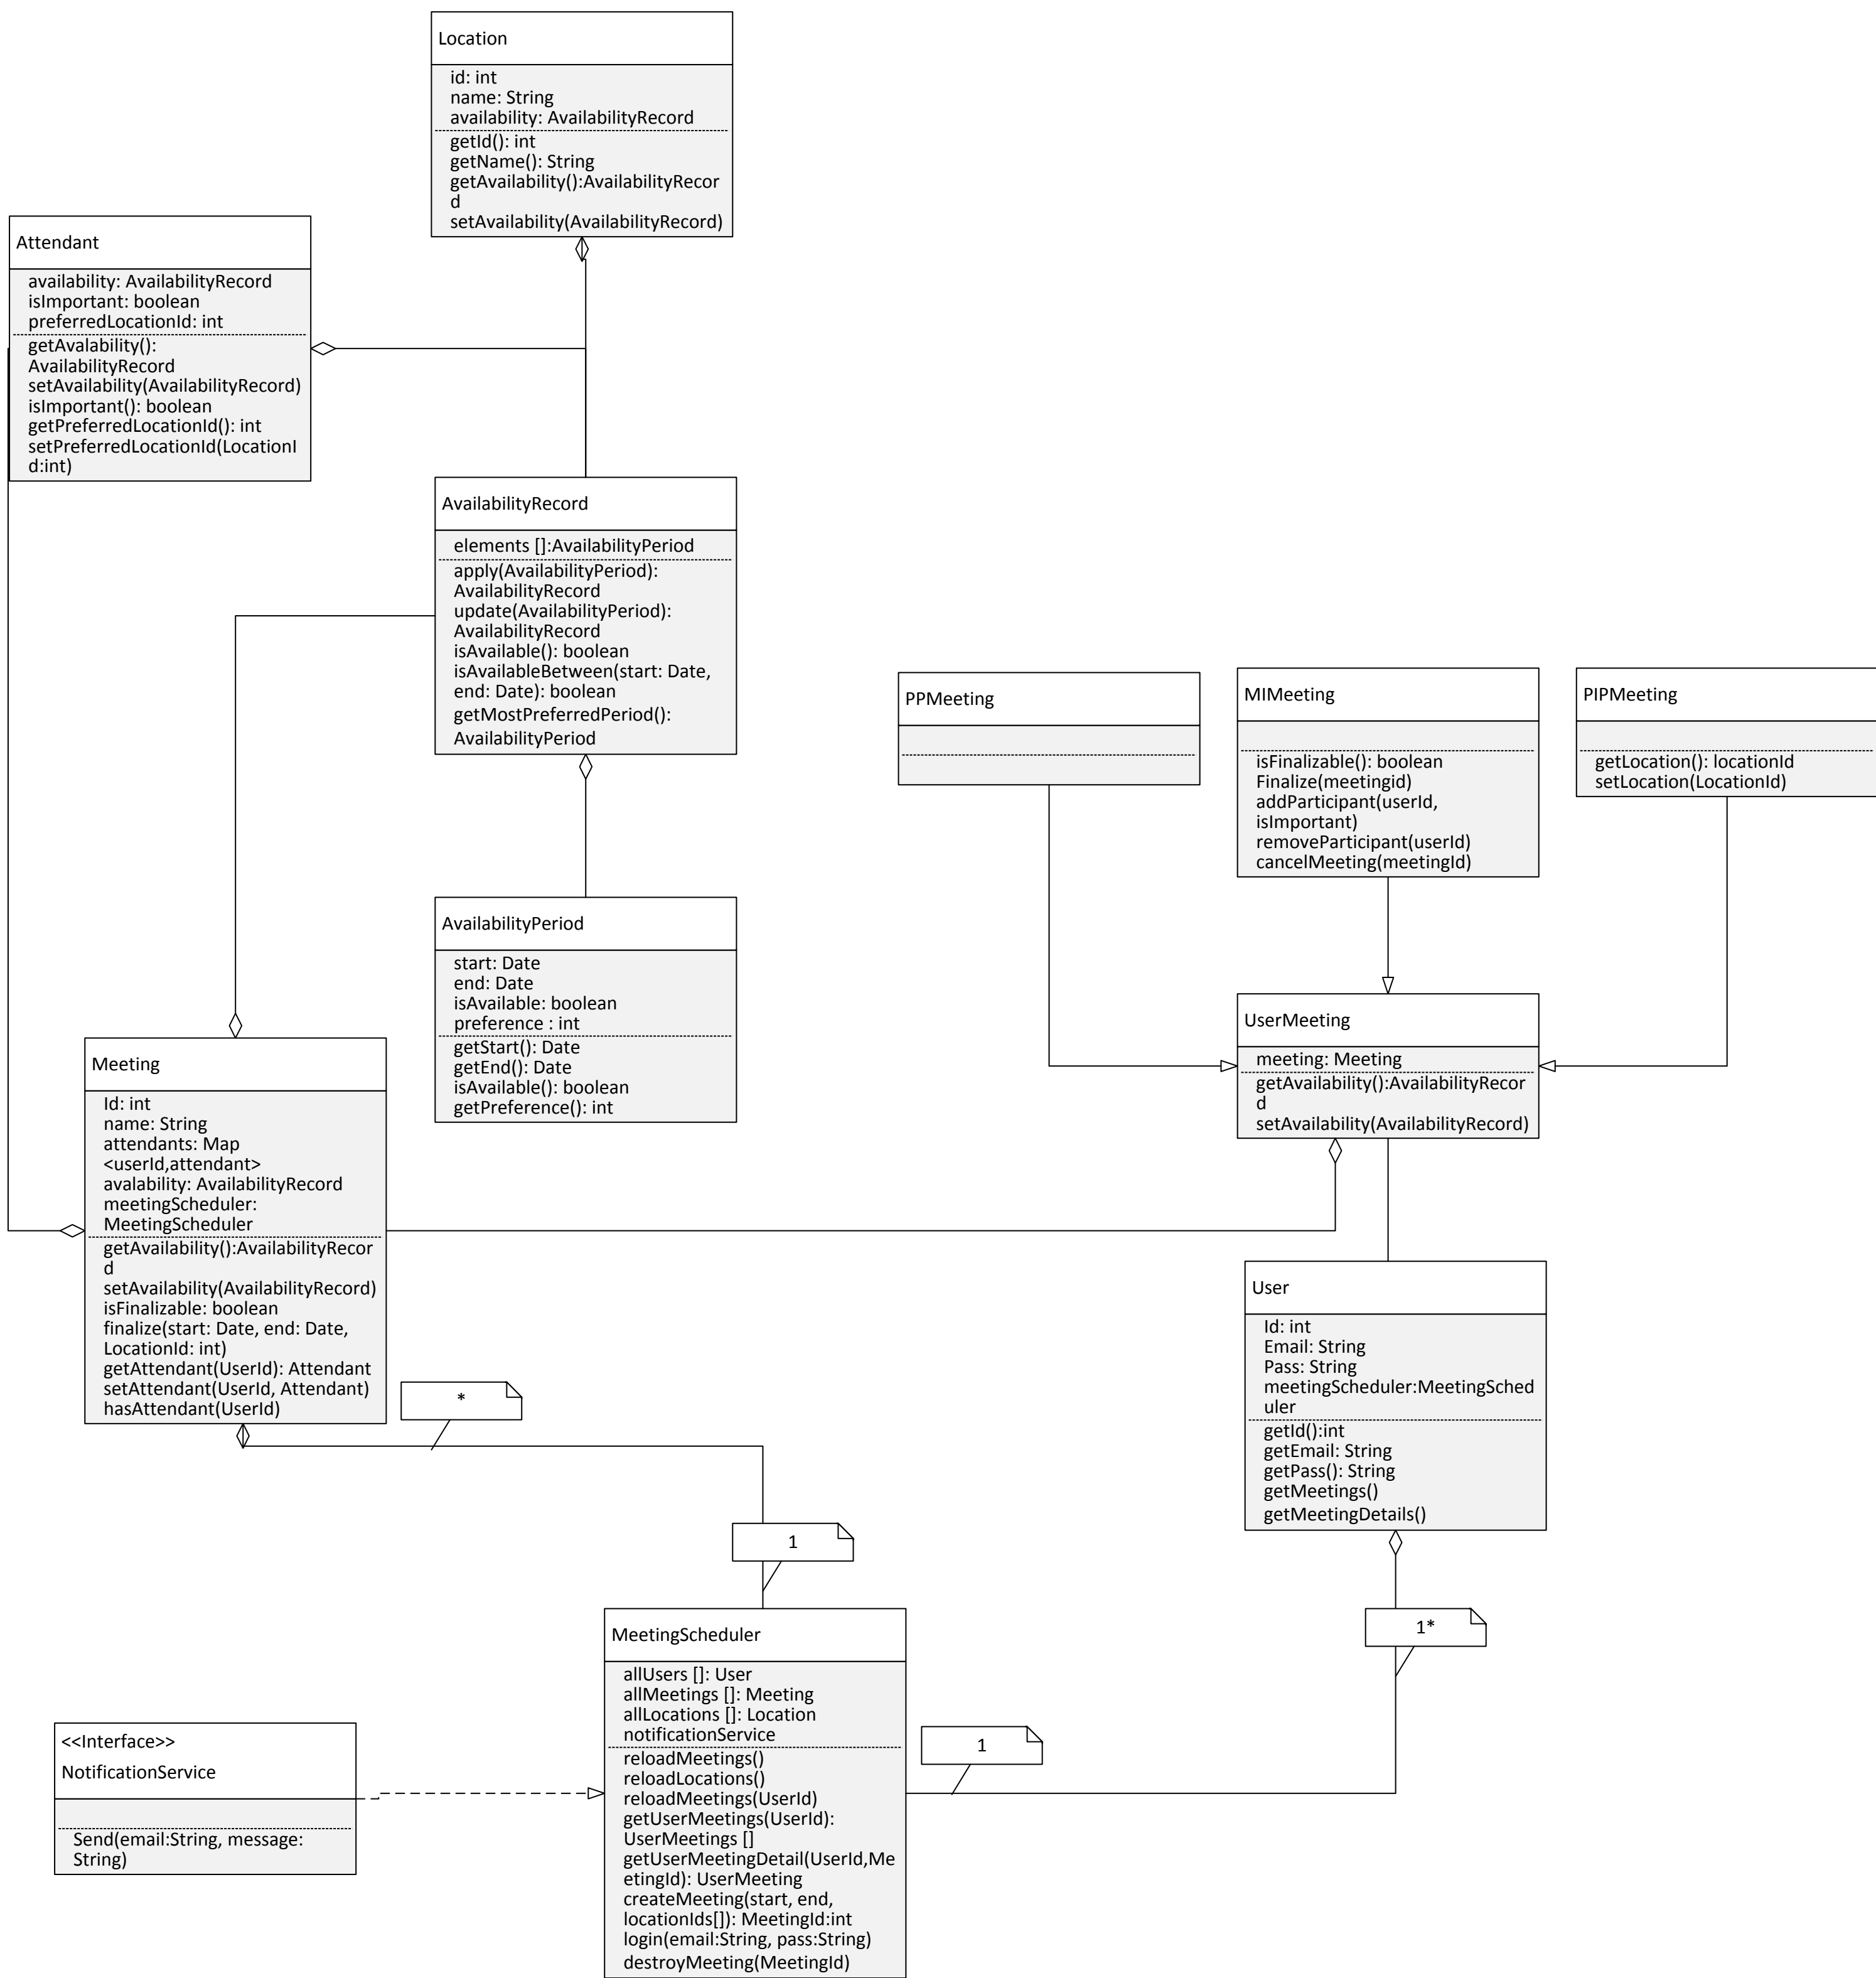 Location
id: int
name: String
availability: AvailabilityRecord
getId(): int
getName(): String
getAvailability():AvailabilityRecor
d
setAvailability(AvailabilityRecord)
Attendant
availability: AvailabilityRecord
isImportant: boolean
preferredLocationId: int
getAvalability():
AvailabilityRecord
setAvailability(AvailabilityRecord)
isImportant(): boolean
getPreferredLocationId(): int
setPreferredLocationId(LocationI
d:int)
AvailabilityRecord
elements []:AvailabilityPeriod
apply(AvailabilityPeriod):
AvailabilityRecord
update(AvailabilityPeriod):
AvailabilityRecord
isAvailable(): boolean
isAvailableBetween(start: Date,
end: Date): boolean
getMostPreferredPeriod():
AvailabilityPeriod
PPMeeting
MIMeeting
isFinalizable(): boolean
Finalize(meetingid)
addParticipant(userId,
isImportant)
removeParticipant(userId)
cancelMeeting(meetingId)
PIPMeeting
getLocation(): locationId
setLocation(LocationId)
AvailabilityPeriod
start: Date
end: Date
isAvailable: boolean
preference : int
getStart(): Date
getEnd(): Date
isAvailable(): boolean
getPreference(): int
UserMeeting
meeting: Meeting
getAvailability():AvailabilityRecor
d
setAvailability(AvailabilityRecord)
Meeting
Id: int
name: String
attendants: Map
<userId,attendant>
avalability: AvailabilityRecord
meetingScheduler:
MeetingScheduler
getAvailability():AvailabilityRecor
d
setAvailability(AvailabilityRecord)
isFinalizable: boolean
finalize(start: Date, end: Date,
LocationId: int)
getAttendant(UserId): Attendant
setAttendant(UserId, Attendant)
hasAttendant(UserId)
User
Id: int
Email: String
Pass: String
meetingScheduler:MeetingSched
uler
getId():int
getEmail: String
getPass(): String
getMeetings()
getMeetingDetails()
*
1
1*
1
MeetingScheduler
allUsers []: User
allMeetings []: Meeting
allLocations []: Location
notificationService
reloadMeetings()
reloadLocations()
reloadMeetings(UserId)
getUserMeetings(UserId):
UserMeetings []
getUserMeetingDetail(UserId,Me
etingId): UserMeeting
createMeeting(start, end,
locationIds[]): MeetingId:int
login(email:String, pass:String)
destroyMeeting(MeetingId)
<<Interface>>
NotificationService
Send(email:String, message:
String)